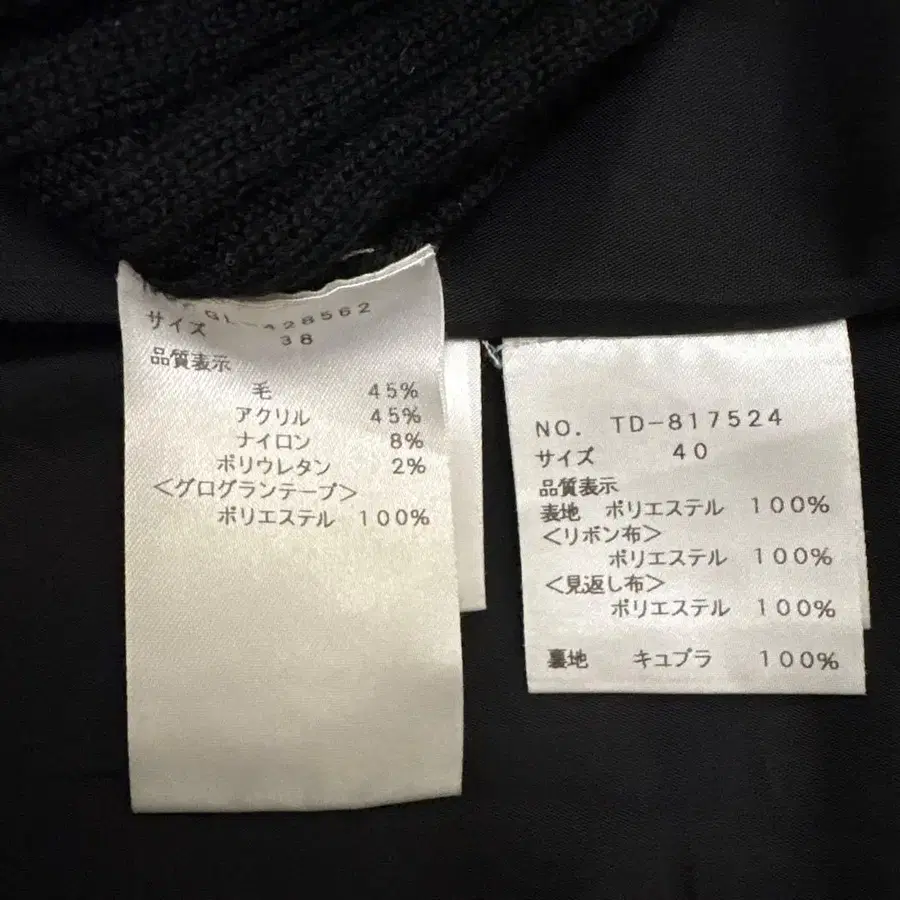 GL-428562
サイズ 38
品質表示
毛 45%
アクリル 45%
ナイロン 8%
ポリウレタン 2%
<グログランテープ>
ポリエステル 100%
NO. TD-817524
サイズ 40
品質表示
表地 ポリエステル 100%
<リボン布>
ポリエステル 100%
<見返し布>
ポリエステル 100%
裏地 キュプラ 100%